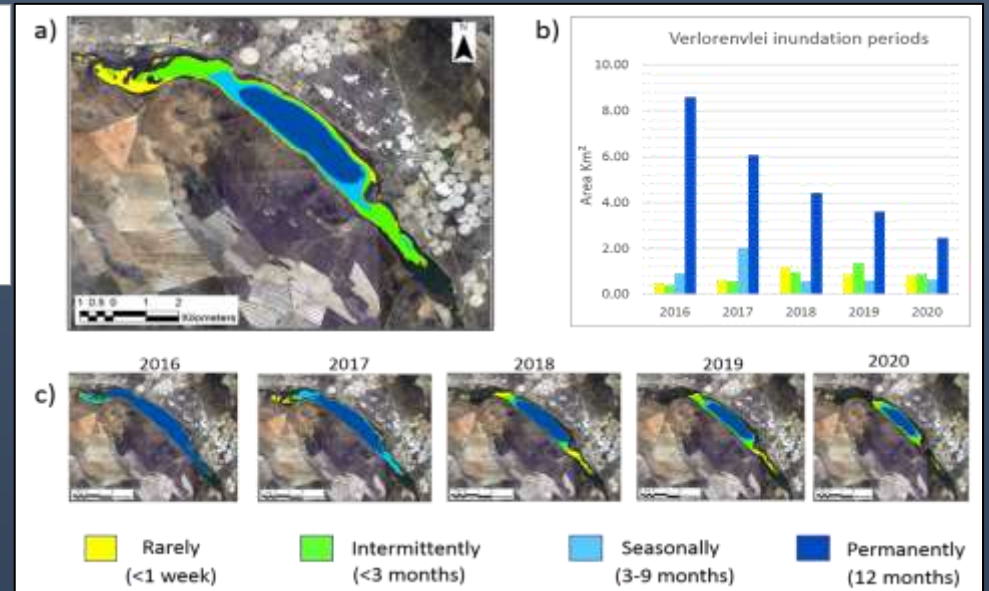 a)
N
1 0.5 0 1 2
Kilometers
b)
Verlorenvlei inundation periods
Area Km²
10.00
8.00
6.00
4.00
2.00
0.00
2016 2017 2018 2019 2020
c)
2016 2017 2018 2019 2020
Rarely
(<1 week)
Intermittently
(<3 months)
Seasonally
(3-9 months)
Permanently
(12 months)